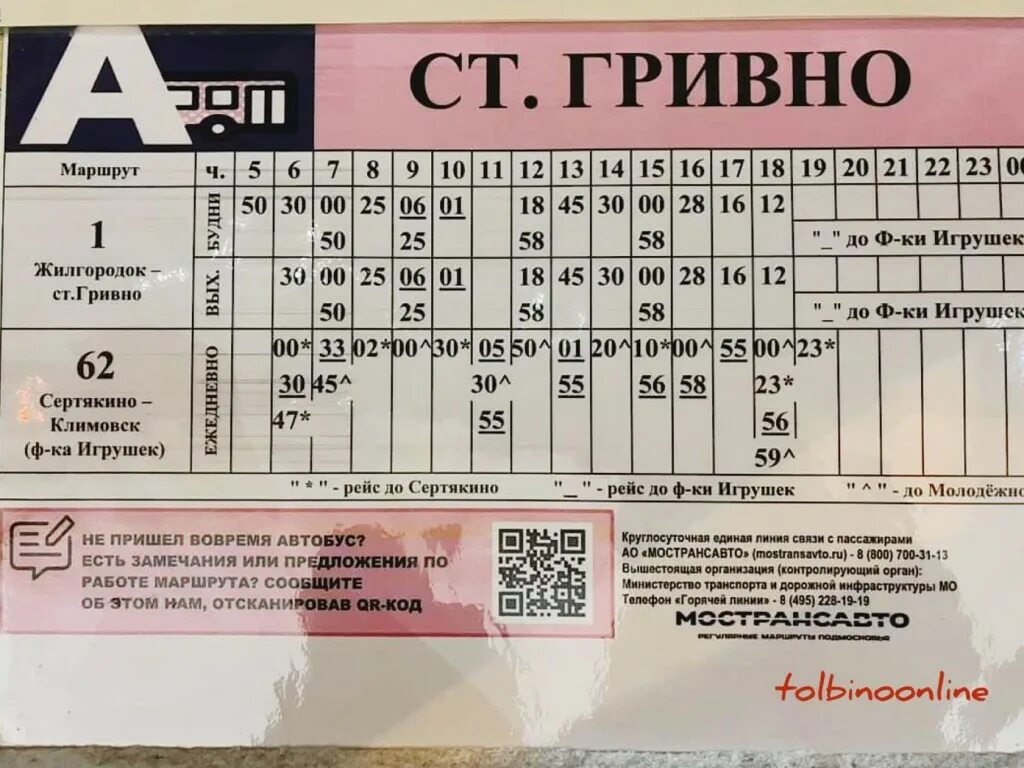 А
СТ. ГРИВНО
Маршрут ч. 5 6 7 8 9 10 11 12 13 14 15 16 17 18 19 20 21 22 23 00
1
Жилгородок –
ст.Гривно
БУДНИ
50 30 00 25 06 01 18 45 30 00 28 16 12
50 25 58 58
"_" до Ф-ки Игрушек
ВЫХ.
30 00 25 06 01 18 45 30 00 28 16 12
50 25 58 58
"_" до Ф-ки Игрушек
62
Сертякино –
Климовск
(ф-ка Игрушек)
ЕЖЕДНЕВНО
00* 33 02* 00^ 30* 05 50^ 01 20^ 10* 00^ 55 00^ 23*
30 45^ 30^ 55 56 58 23*
47* 55 56
59^
" * " - рейс до Сертякино "_ " - рейс до ф-ки Игрушек " ^ " - до Молодёжно
НЕ ПРИШЕЛ ВОВРЕМЯ АВТОБУС?
ЕСТЬ ЗАМЕЧАНИЯ ИЛИ ПРЕДЛОЖЕНИЯ ПО
РАБОТЕ МАРШРУТА? СООБЩИТЕ
ОБ ЭТОМ НАМ, ОТСКАНИРОВАВ QR-КОД
Круглосуточная единая линия связи с пассажирами
АО «МОСТРАНСАВТО» (mostransavto.ru) - 8 (800) 700-31-13
Вышестоящая организация (контролирующий орган):
Министерство транспорта и дорожной инфраструктуры МО
Телефон «Горячей линии» - 8 (495) 228-19-19
МОСТРАНСАВТО
РЕГУЛЯРНЫЕ МАРШРУТЫ ПОДМОСКОВЬЯ
tolbinoonline